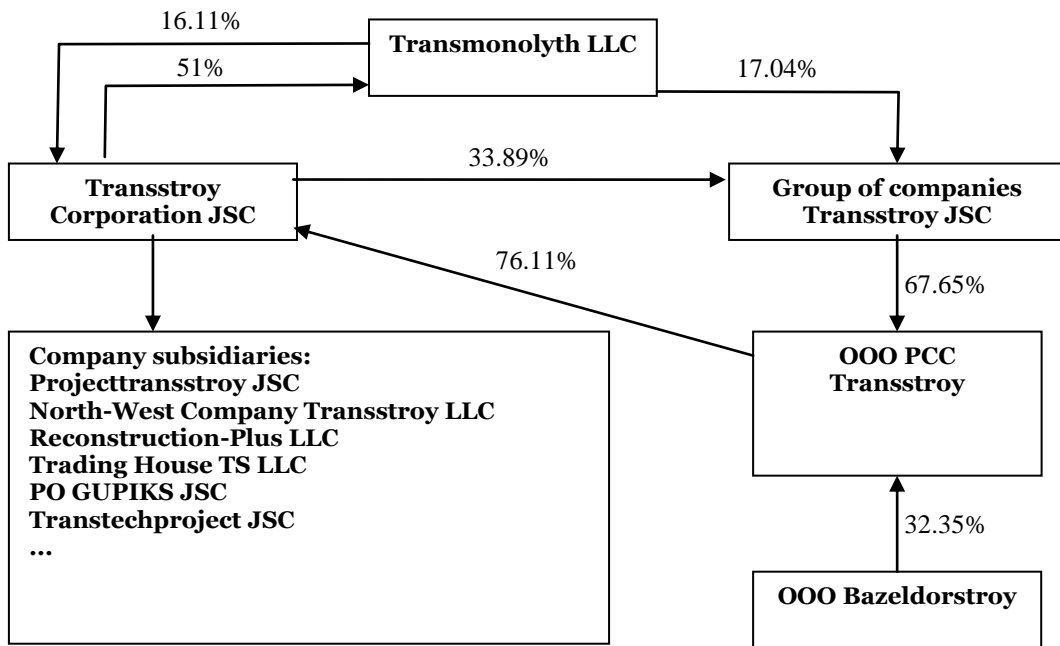 16.11%
Transmonolyth LLC
51%
17.04%
33.89%
Transstroy
Corporation JSC
Group of companies
Transstroy JSC
76.11%
67.65%
Company subsidiaries:
Projecttransstroy JSC
North-West Company Transstroy LLC
Reconstruction-Plus LLC
Trading House TS LLC
PO GUPIKS JSC
Transtechproject JSC
...
OOO PCC
Transstroy
32.35%
OOO Bazeldorstroy